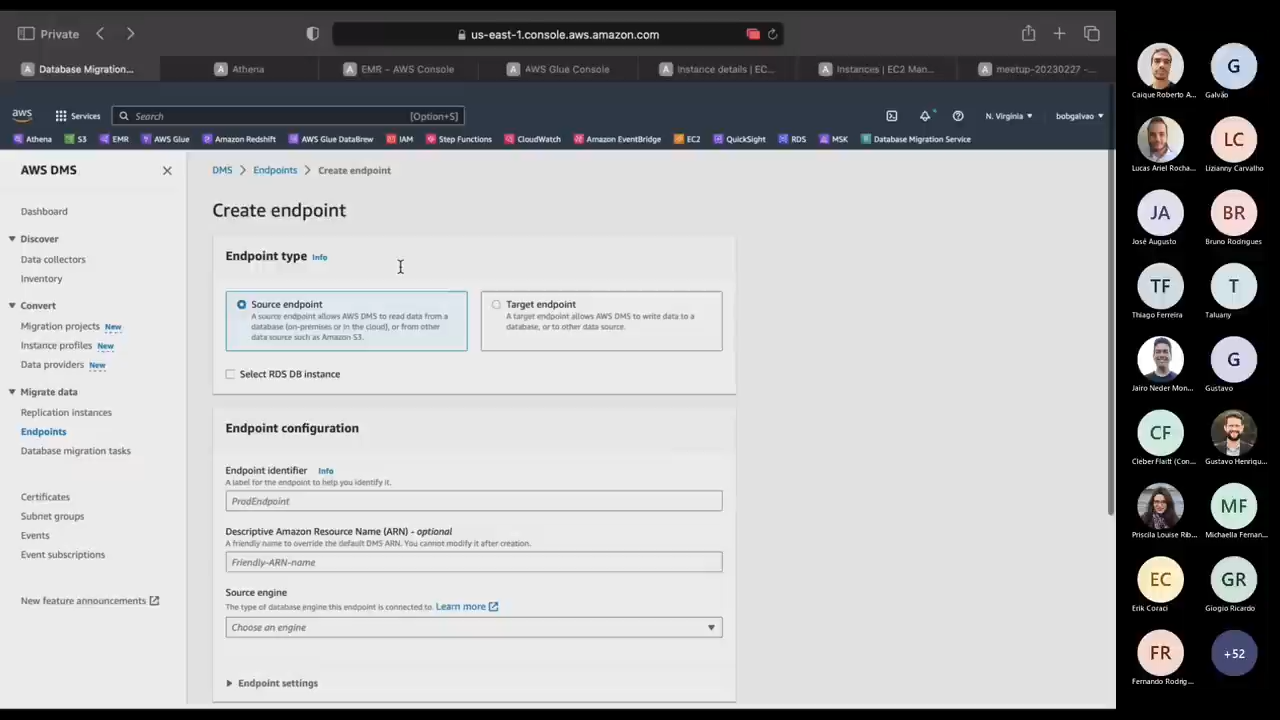 Private
us-east-1.console.aws.amazon.com
Database Migration...
Athena
EMR – AWS Console
AWS Glue Console
Instance details | EC...
Instances | EC2 Man...
meetup-20230227 -...
aws
Services
Search
[Option+S]
N. Virginia
bobgalvao
Athena
S3
EMR
AWS Glue
Amazon Redshift
AWS Glue DataBrew
IAM
Step Functions
CloudWatch
Amazon EventBridge
EC2
QuickSight
RDS
MSK
Database Migration Service
AWS DMS
Dashboard
Discover
Data collectors
Inventory
Convert
Migration projects New
Instance profiles New
Data providers New
Migrate data
Replication instances
Endpoints
Database migration tasks
Certificates
Subnet groups
Events
Event subscriptions
New feature announcements
DMS > Endpoints > Create endpoint
Create endpoint
Endpoint type Info
Source endpoint
A source endpoint allows AWS DMS to read data from a
database (on-premises or in the cloud), or from other
data source such as Amazon S3.
Target endpoint
A target endpoint allows AWS DMS to write data to a
database, or to other data source.
Select RDS DB instance
Endpoint configuration
Endpoint identifier Info
A label for the endpoint to help you identify it.
ProdEndpoint
Descriptive Amazon Resource Name (ARN) - optional
A friendly name to override the default DMS ARN. You cannot modify it after creation.
Friendly-ARN-name
Source engine
The type of database engine this endpoint is connected to. Learn more
Choose an engine
Endpoint settings
Caique Roberto A...
G
Galvão
Lucas Ariel Rocha...
LC
Lizianny Carvalho
JA
José Augusto
BR
Bruno Rodrigues
TF
Thiago Ferreira
T
Taluany
Jairo Neder Mon...
G
Gustavo
CF
Cleber Flaitt (Con...
Gustavo Henriqu...
Priscila Louise Rib...
MF
Michaella Fernan...
EC
Erik Coraci
GR
Giogio Ricardo
FR
Fernando Rodrig...
+52